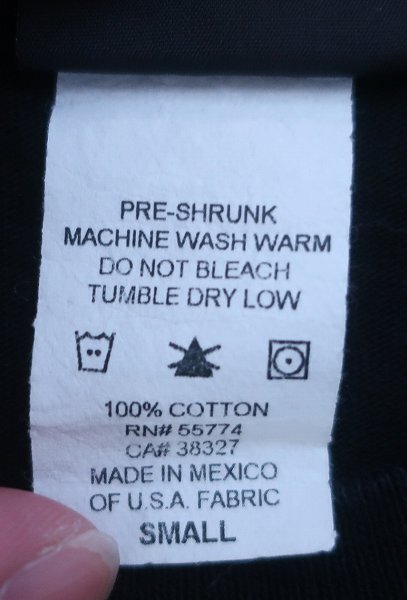 PRE-SHRUNK
MACHINE WASH WARM
DO NOT BLEACH
TUMBLE DRY LOW
100% COTTON
RN# 55774
CA# 38327
MADE IN MEXICO
OF U.S.A. FABRIC
SMALL